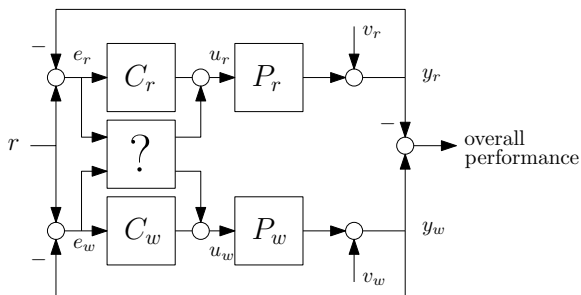 −
e_r
C_r
u_r
P_r
v_r
y_r
r
?
−
overall
performance
−
e_w
C_w
u_w
P_w
v_w
y_w